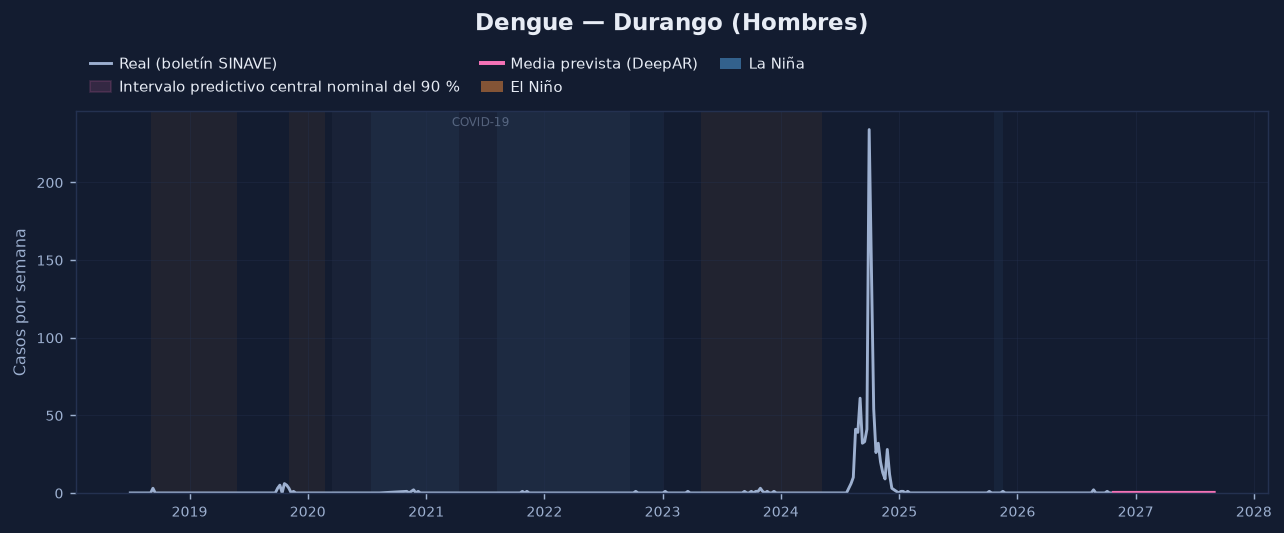 Dengue — Durango (Hombres)
Real (boletín SINAVE)
Intervalo predictivo central nominal del 90 %
Media prevista (DeepAR)
El Niño
La Niña
COVID-19
Casos por semana
200
150
100
50
0
2019 2020 2021 2022 2023 2024 2025 2026 2027 2028